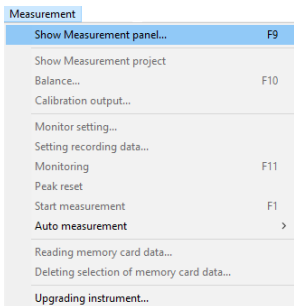 Measurement
Show Measurement panel... F9
Show Measurement project
Balance... F10
Calibration output...
Monitor setting...
Setting recording data...
Monitoring F11
Peak reset
Start measurement F1
Auto measurement >
Reading memory card data...
Deleting selection of memory card data...
Upgrading instrument...